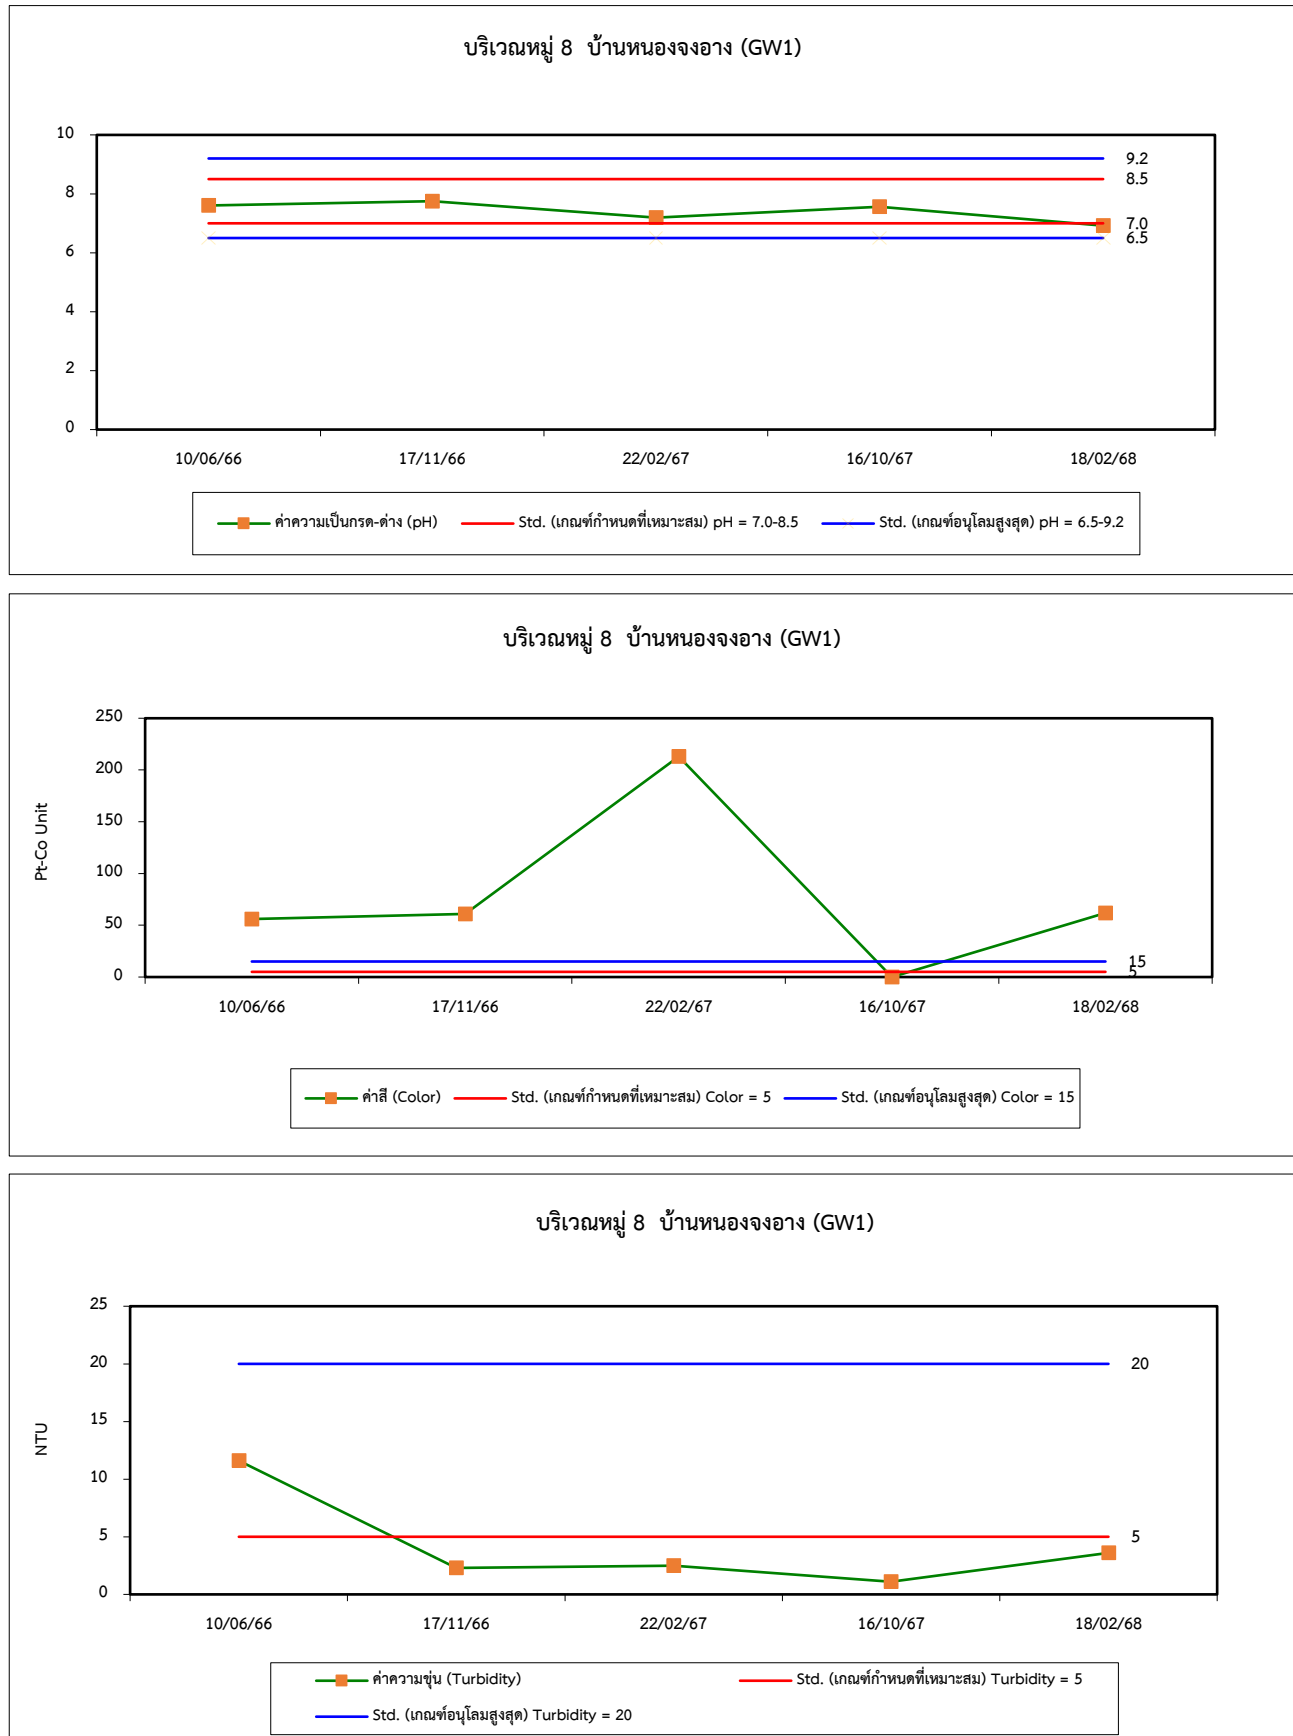 บริเวณหมู่ 8  บ้านหนองจงอาง (GW1)
10
8
6
4
2
0
9.2
8.5
7.0
6.5
10/06/66 17/11/66 22/02/67 16/10/67 18/02/68
ค่าความเป็นกรด-ด่าง (pH) Std. (เกณฑ์กำหนดที่เหมาะสม) pH = 7.0-8.5 Std. (เกณฑ์อนุโลมสูงสุด) pH = 6.5-9.2
บริเวณหมู่ 8  บ้านหนองจงอาง (GW1)
Pt-Co Unit
250
200
150
100
50
0
15
5
10/06/66 17/11/66 22/02/67 16/10/67 18/02/68
ค่าสี (Color) Std. (เกณฑ์กำหนดที่เหมาะสม) Color = 5 Std. (เกณฑ์อนุโลมสูงสุด) Color = 15
บริเวณหมู่ 8  บ้านหนองจงอาง (GW1)
NTU
25
20
15
10
5
0
20
5
10/06/66 17/11/66 22/02/67 16/10/67 18/02/68
ค่าความขุ่น (Turbidity) Std. (เกณฑ์กำหนดที่เหมาะสม) Turbidity = 5
Std. (เกณฑ์อนุโลมสูงสุด) Turbidity = 20